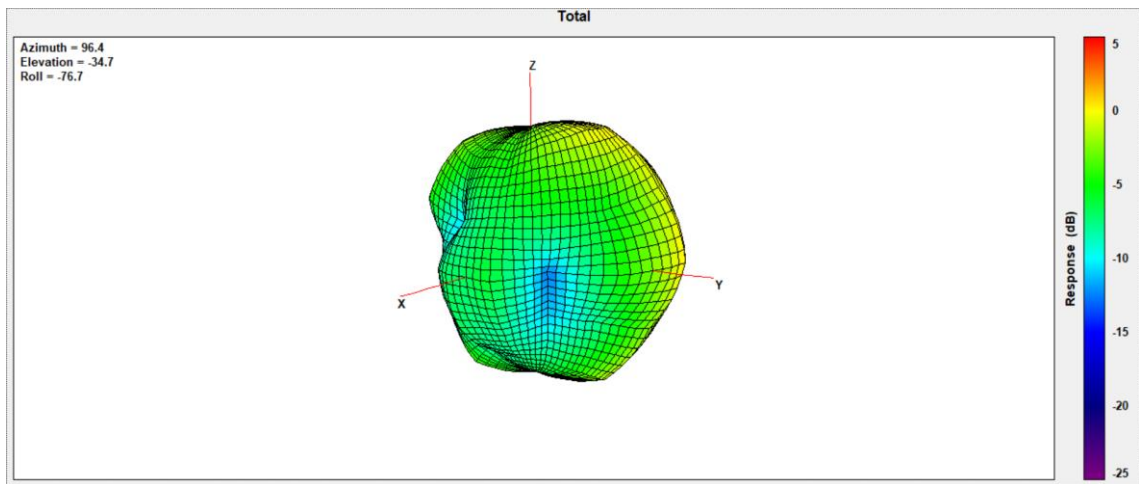 Total
Azimuth = 96.4
Elevation = -34.7
Roll = -76.7
Z
X
Y
5
0
-5
-10
-15
-20
-25
Response (dB)